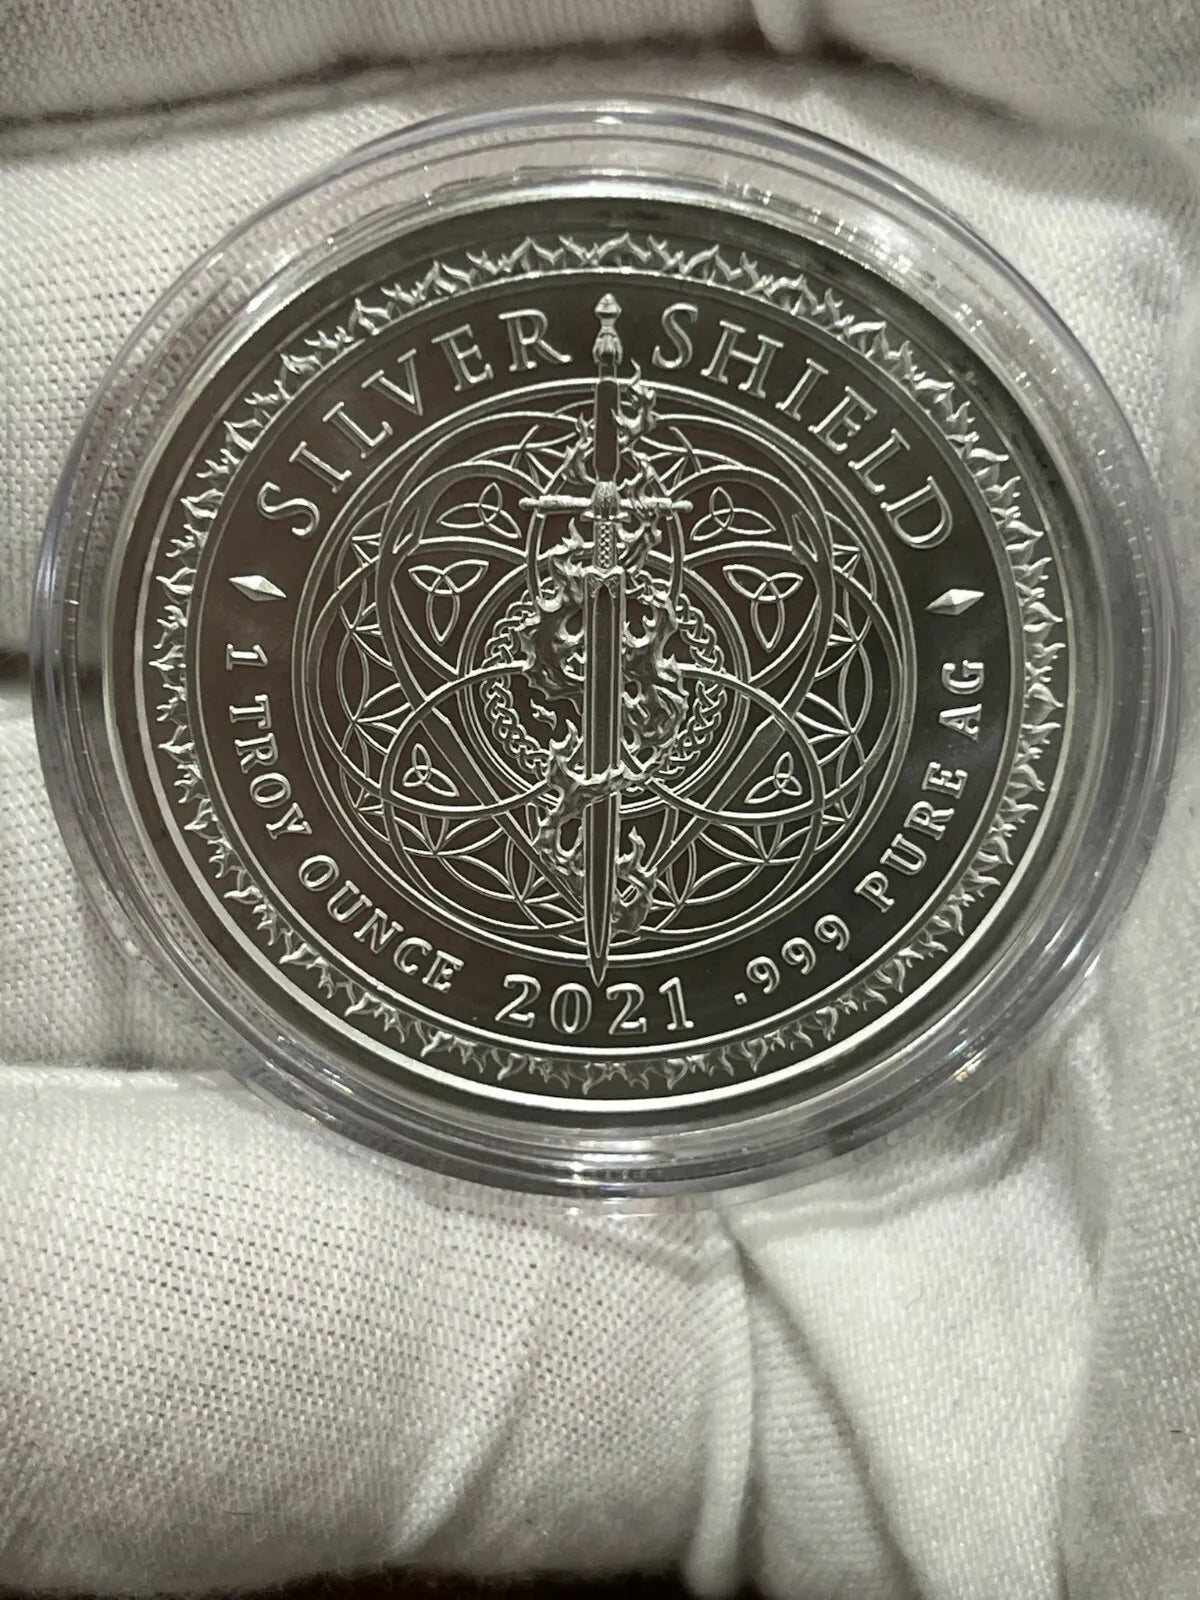 SILVER SHIELD
1 TROY OUNCE 2021 .999 PURE AG